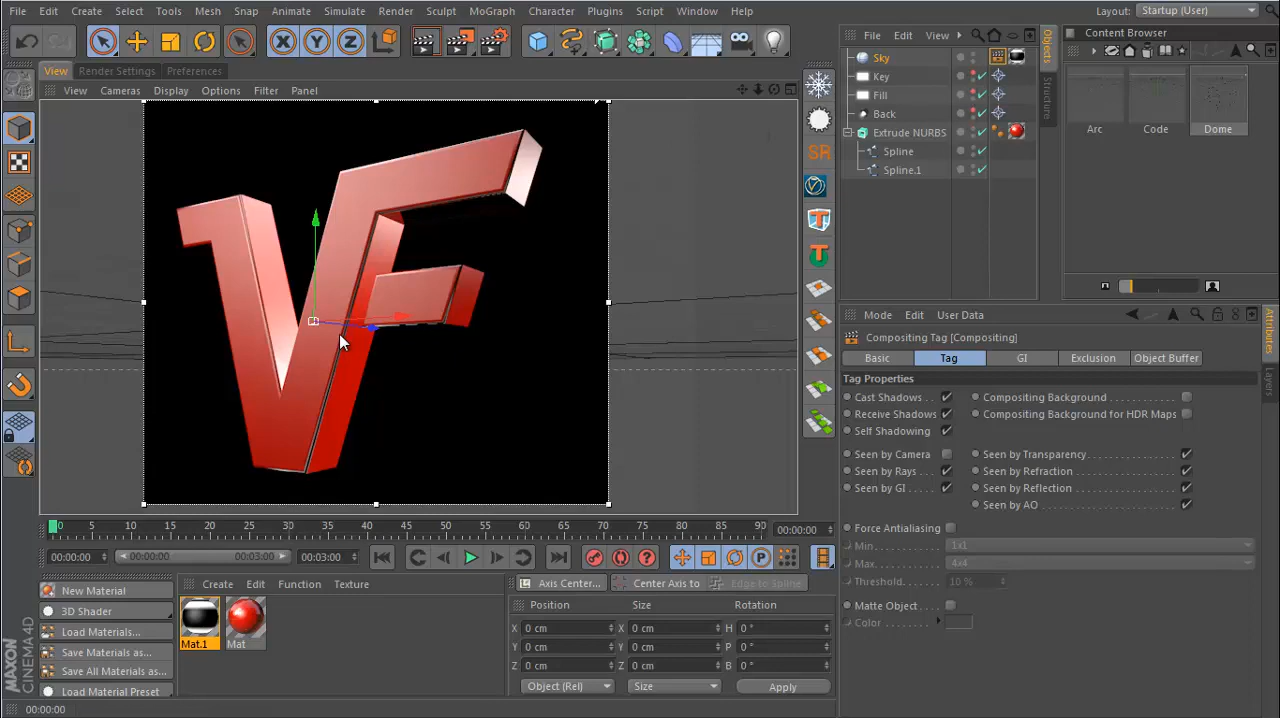 File Edit Create Select Tools Mesh Snap Animate Simulate Render Sculpt MoGraph Character Plugins Script Window Help
Layout: Startup (User)
View Render Settings Preferences
View Cameras Display Options Filter Panel
File Edit View
Sky
Key
Fill
Back
Extrude NURBS
Spline
Spline.1
Objects
Structure
Content Browser
Arc Code Dome
SR
T
T
VF
Mode Edit User Data
Attributes
Layers
Compositing Tag [Compositing]
Basic Tag GI Exclusion Object Buffer
Tag Properties
Cast Shadows Compositing Background
Receive Shadows Compositing Background for HDR Maps
Self Shadowing
Seen by Camera Seen by Transparency
Seen by Rays Seen by Refraction
Seen by GI Seen by Reflection
Seen by AO
Force Antialiasing
Min. 1x1
Max. 4x4
Threshold. 10 %
Matte Object
Color
0 5 10 15 20 25 30 35 40 45 50 55 60 65 70 75 80 85 90 00:00:00
00:00:00 00:00:00 00:03:00 00:03:00
New Material
3D Shader
Load Materials...
Save Materials as...
Save All Materials as...
Load Material Preset
Create Edit Function Texture
Mat.1 Mat
Axis Center... Center Axis to Edge to Spline
Position Size Rotation
X 0 cm X 0 cm H 0 °
Y 0 cm Y 0 cm P 0 °
Z 0 cm Z 0 cm B 0 °
Object (Rel) Size Apply
MAXON
CINEMA 4D
00:00:00